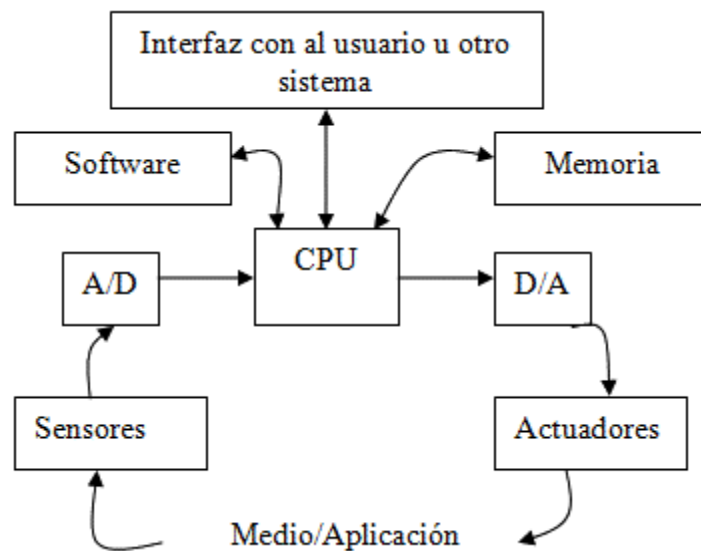 Interfaz con al usuario u otro
sistema
Software
Memoria
CPU
A/D
D/A
Sensores
Actuadores
Medio/Aplicación